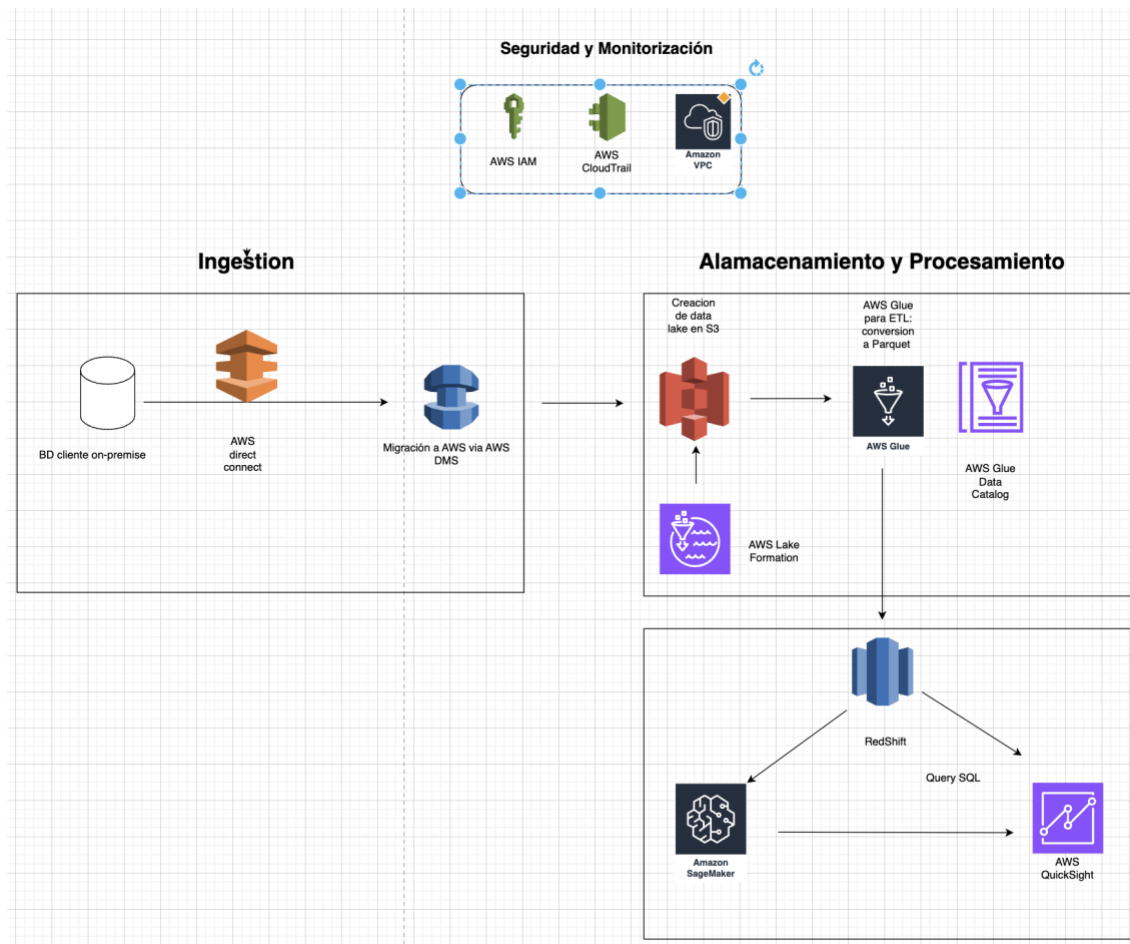 Seguridad y Monitorización
AWS IAM
AWS
CloudTrail
Amazon
VPC
Ingestion
BD cliente on-premise
AWS
direct
connect
Migración a AWS via AWS
DMS
Alamacenamiento y Procesamiento
Creacion
de data
lake en S3
AWS Glue
para ETL:
conversion
a Parquet
AWS Glue
AWS Glue
Data
Catalog
AWS Lake
Formation
RedShift
Query SQL
Amazon
SageMaker
AWS
QuickSight